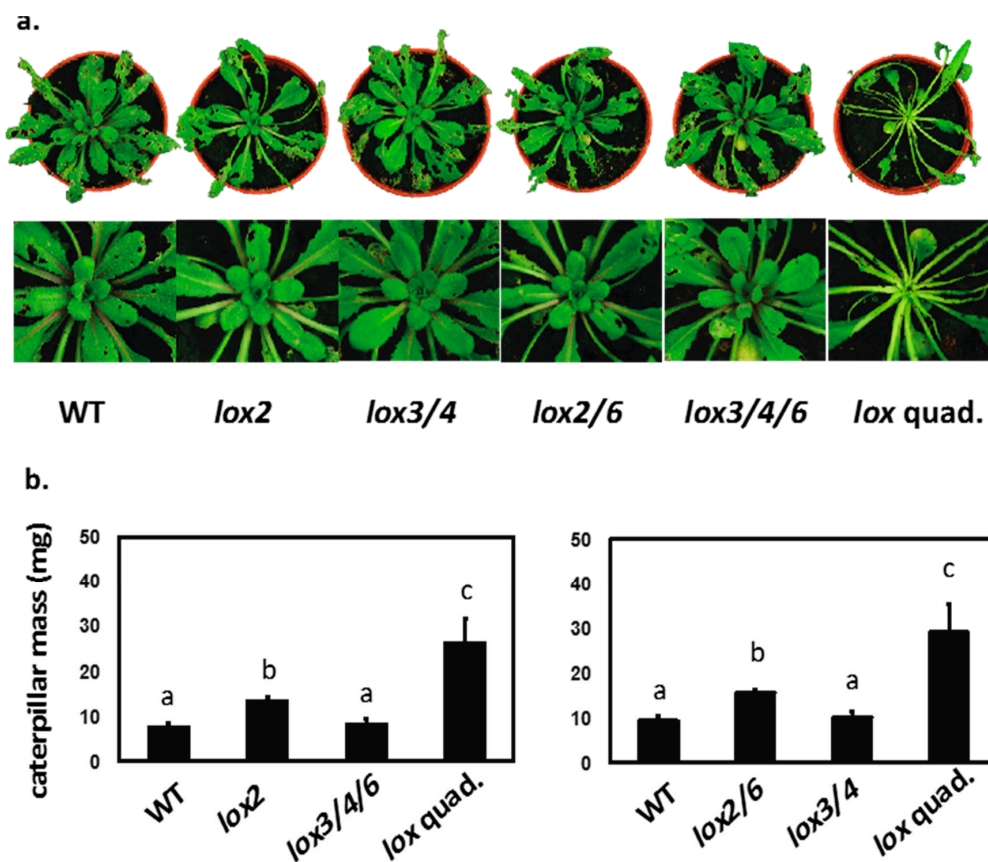 a.
WT lox2 lox3/4 lox2/6 lox3/4/6 lox quad.
b.
caterpillar mass (mg)
50
40
30
20
10
0
a
b
a
c
WT lox2 lox3/4/6 lox quad.
50
40
30
20
10
0
a
b
a
c
WT lox2/6 lox3/4 lox quad.